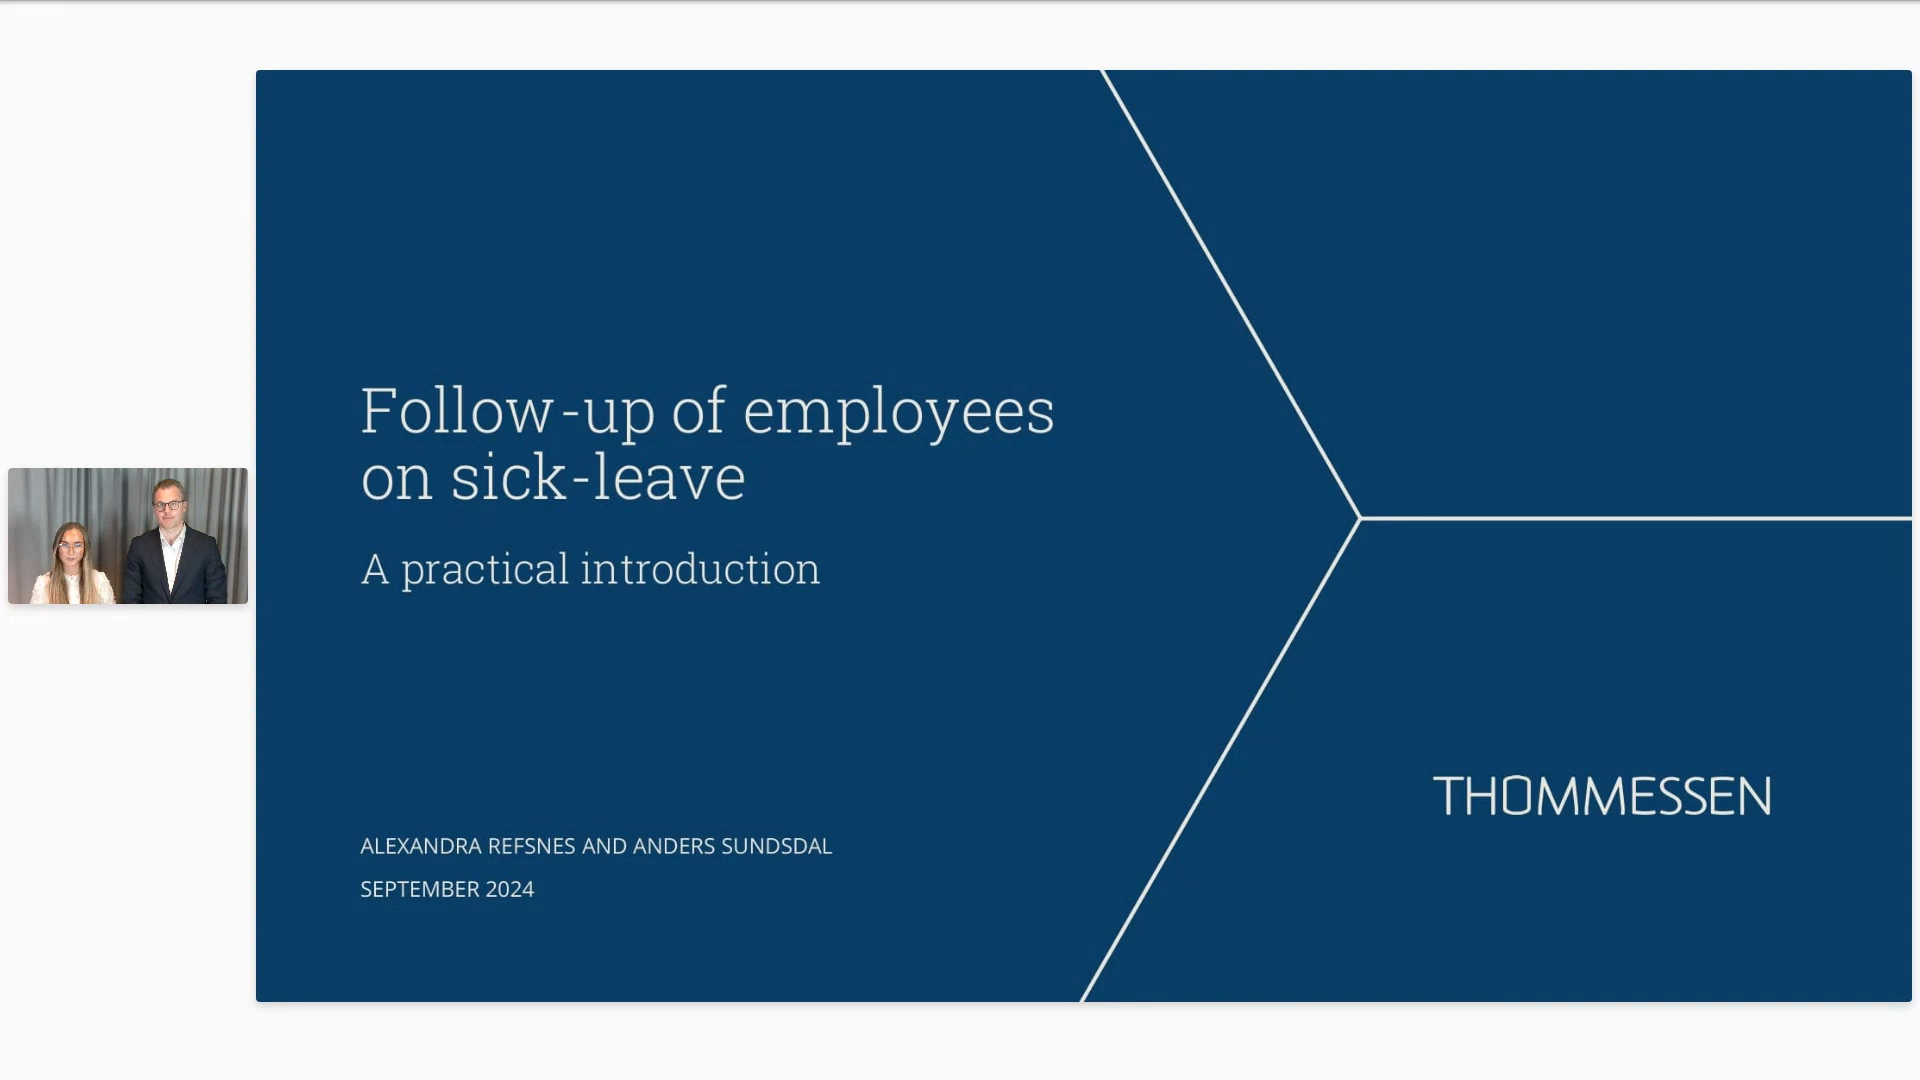 Follow-up of employees
on sick-leave
A practical introduction
THOMMESSEN
ALEXANDRA REFSNES AND ANDERS SUNDSDAL
SEPTEMBER 2024